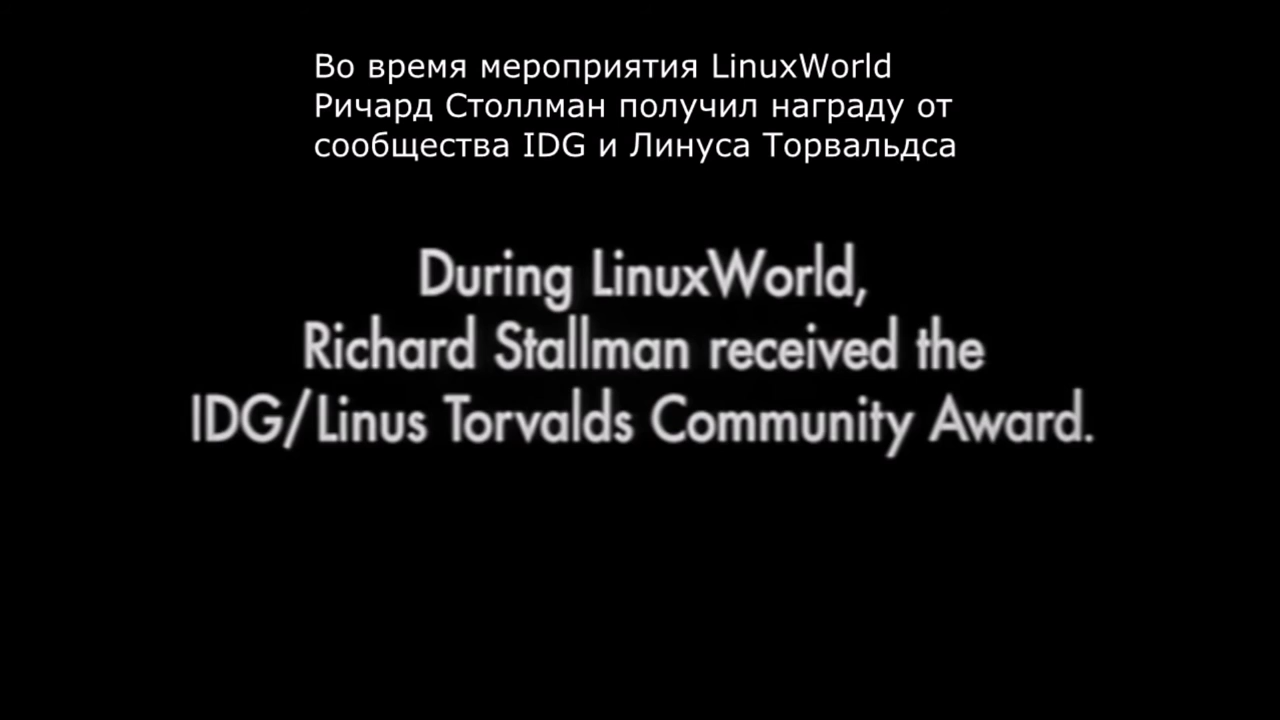 Во время мероприятия LinuxWorld
Ричард Столлман получил награду от
сообщества IDG и Линуса Торвальдса
During LinuxWorld,
Richard Stallman received the
IDG/Linus Torvalds Community Award.